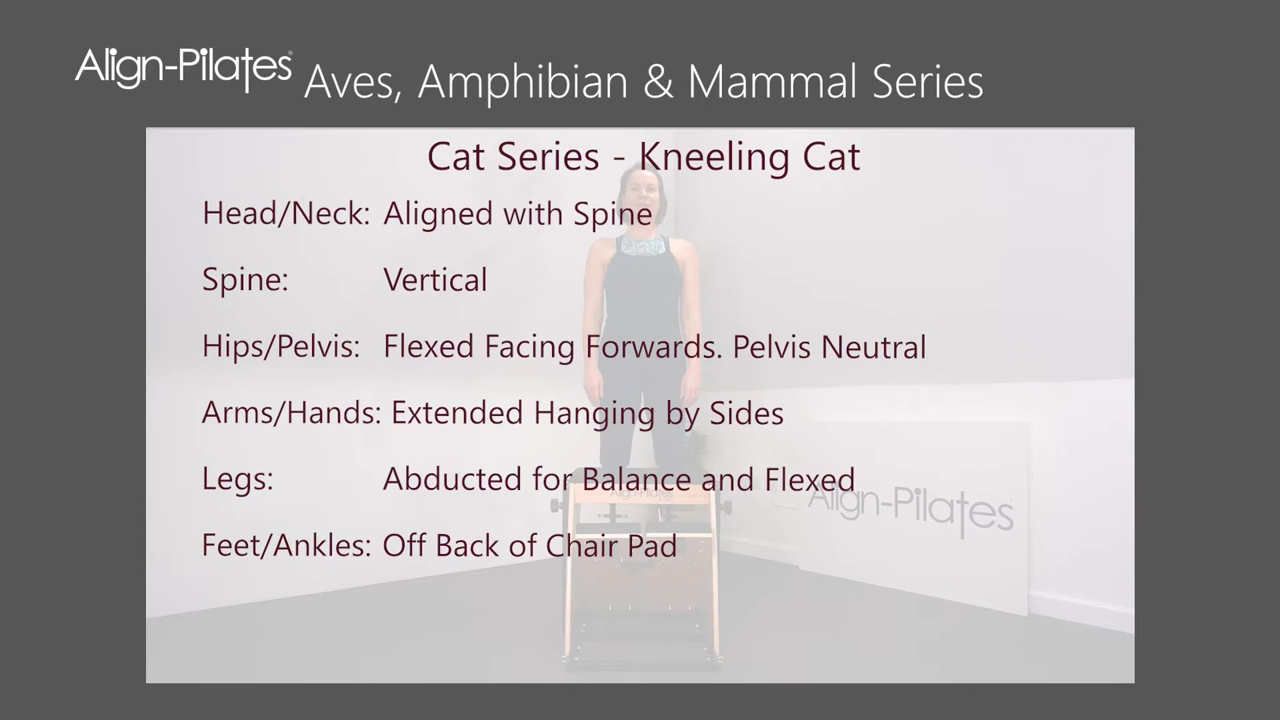 Align-Pilates® Aves, Amphibian & Mammal Series
Cat Series - Kneeling Cat
Head/Neck: Aligned with Spine
Spine: Vertical
Hips/Pelvis: Flexed Facing Forwards. Pelvis Neutral
Arms/Hands: Extended Hanging by Sides
Legs: Abducted for Balance and Flexed
Align-Pilates
Align-Pilates
Feet/Ankles: Off Back of Chair Pad